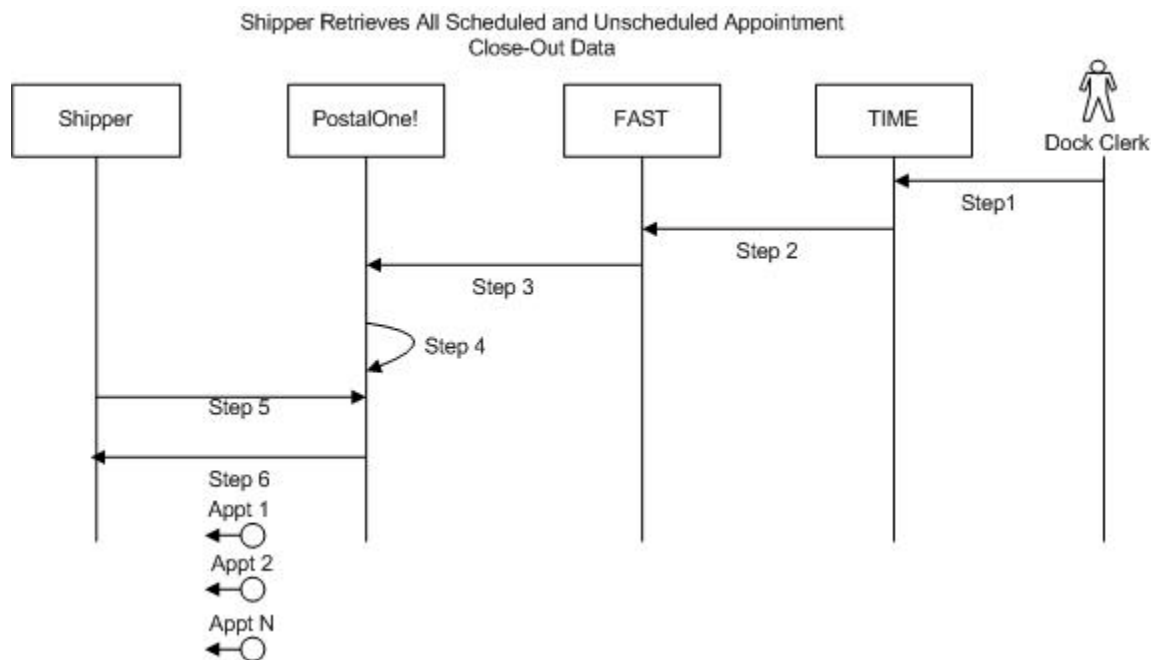 Shipper Retrieves All Scheduled and Unscheduled Appointment
Close-Out Data
Shipper
PostalOne!
FAST
TIME
Dock Clerk
Step1
Step 2
Step 3
Step 4
Step 5
Step 6
Appt 1
Appt 2
Appt N